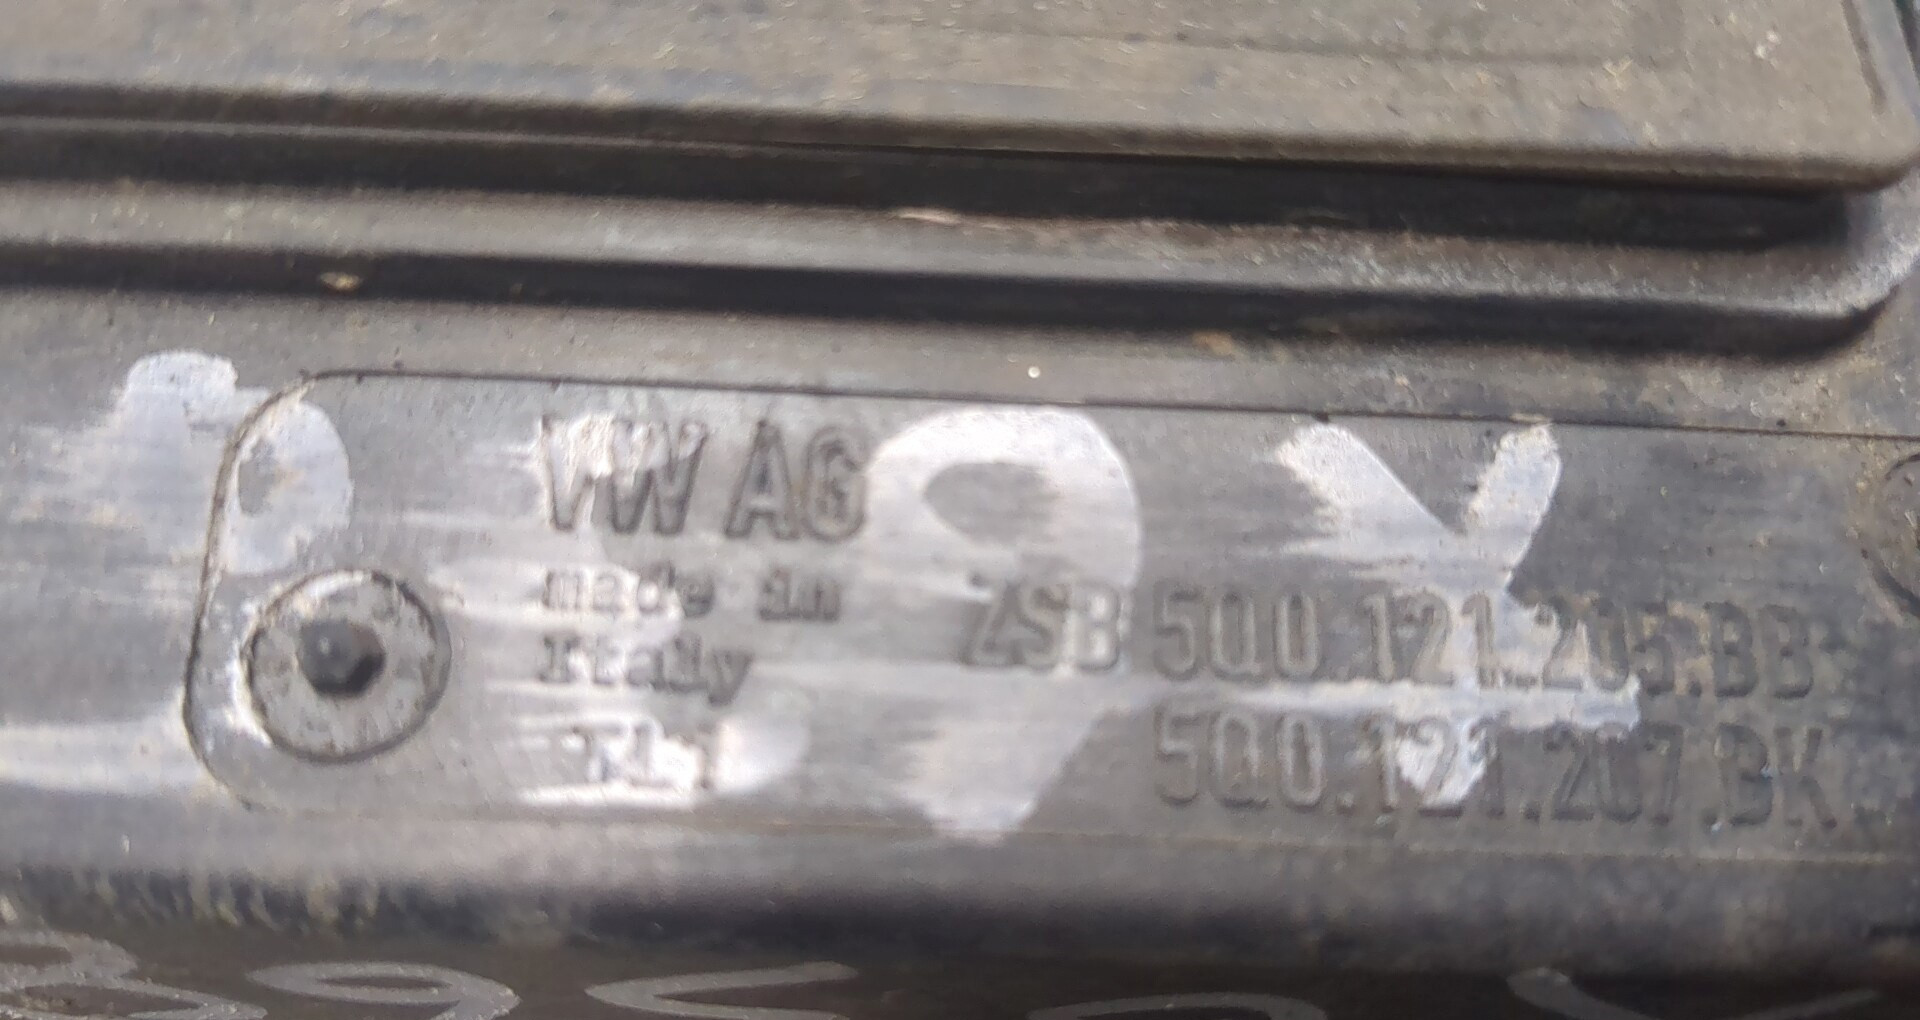 VW AG
made in
Italy
ZSB 5Q0.121.205.BB
5Q0.121.207.BK